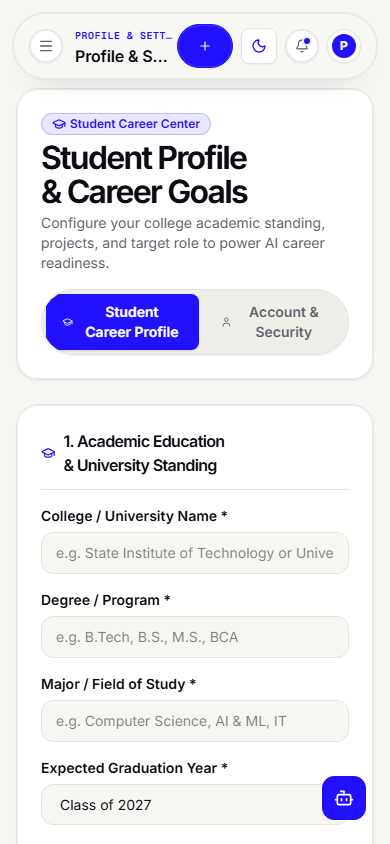 PROFILE & SETT…
Profile & S…
P
Student Career Center
Student Profile
& Career Goals
Configure your college academic standing,
projects, and target role to power AI career
readiness.
Student
Career Profile
Account &
Security
1. Academic Education
& University Standing
College / University Name *
e.g. State Institute of Technology or Unive
Degree / Program *
e.g. B.Tech, B.S., M.S., BCA
Major / Field of Study *
e.g. Computer Science, AI & ML, IT
Expected Graduation Year *
Class of 2027